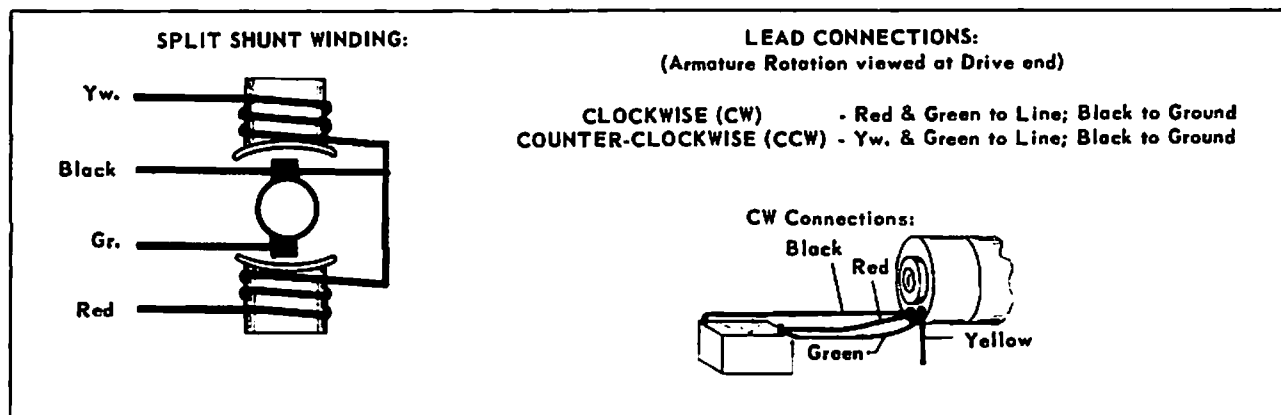 SPLIT SHUNT WINDING:
Yw.
Black
Gr.
Red
LEAD CONNECTIONS:
(Armature Rotation viewed at Drive end)
CLOCKWISE (CW) - Red & Green to Line; Black to Ground
COUNTER-CLOCKWISE (CCW) - Yw. & Green to Line; Black to Ground
CW Connections:
Black
Red
Green
Yellow